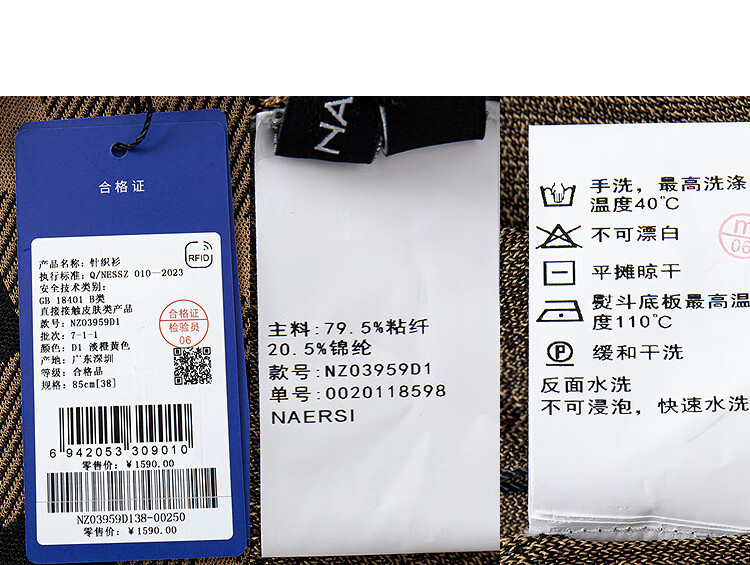 合格证
RFID
产品名称: 针织衫
执行标准: Q/NESSZ 010—2023
安全技术类别:
GB 18401 B类
直接接触皮肤类产品
款号: NZ03959D1
批次: 7-1-1
颜色: D1 淡橙黄色
产地: 广东深圳
等级: 合格品
规格: 85cm[38]
合格证
检验员
06
6 942053 309010
零售价: ¥1590.00
NZ03959D138-00250
零售价: ¥1590.00
NA
主料: 79.5%粘纤
20.5%锦纶
款号: NZ03959D1
单号: 0020118598
NAERSI
手洗，最高洗涤
温度40℃
不可漂白
平摊晾干
熨斗底板最高温
度110℃
缓和干洗
反面水洗
不可浸泡，快速水洗
06